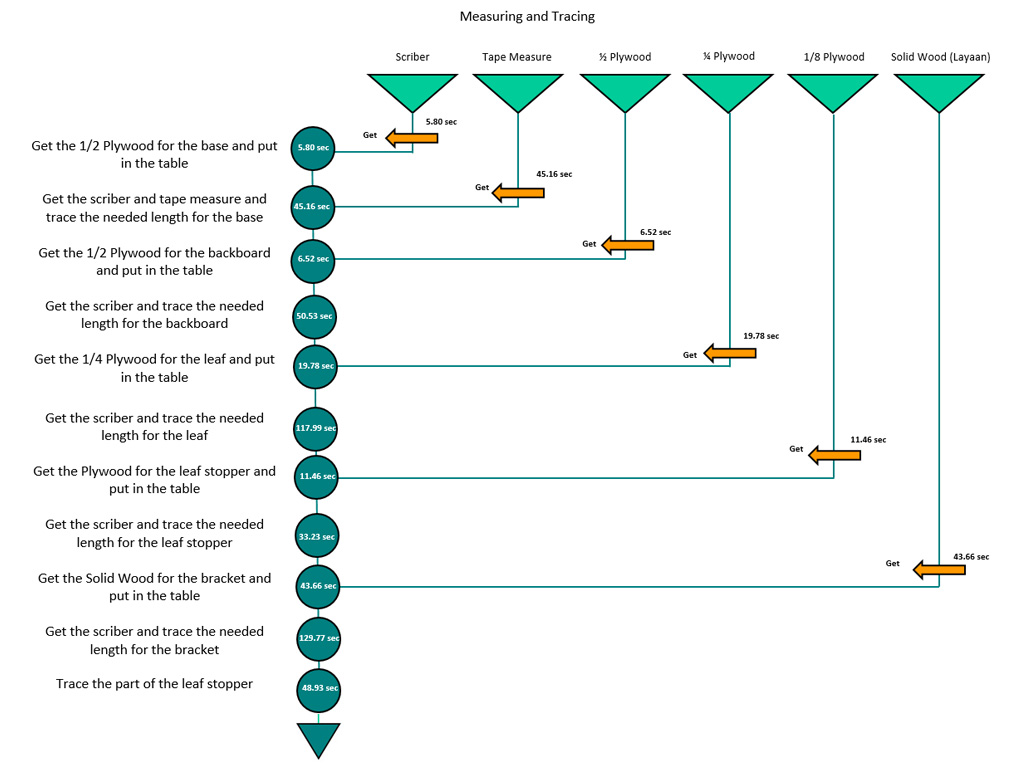 Measuring and Tracing
Scriber
Tape Measure
½ Plywood
¼ Plywood
1/8 Plywood
Solid Wood (Layaan)
Get the 1/2 Plywood for the base and put
in the table
5.80 sec
Get
5.80 sec
Get the scriber and tape measure and
trace the needed length for the base
45.16 sec
Get
45.16 sec
Get the 1/2 Plywood for the backboard
and put in the table
6.52 sec
Get
6.52 sec
Get the scriber and trace the needed
length for the backboard
50.53 sec
Get the 1/4 Plywood for the leaf and put
in the table
19.78 sec
Get
19.78 sec
Get the scriber and trace the needed
length for the leaf
117.99 sec
Get the Plywood for the leaf stopper and
put in the table
11.46 sec
Get
11.46 sec
Get the scriber and trace the needed
length for the leaf stopper
33.23 sec
Get the Solid Wood for the bracket and
put in the table
43.66 sec
Get
43.66 sec
Get the scriber and trace the needed
length for the bracket
129.77 sec
Trace the part of the leaf stopper
48.93 sec